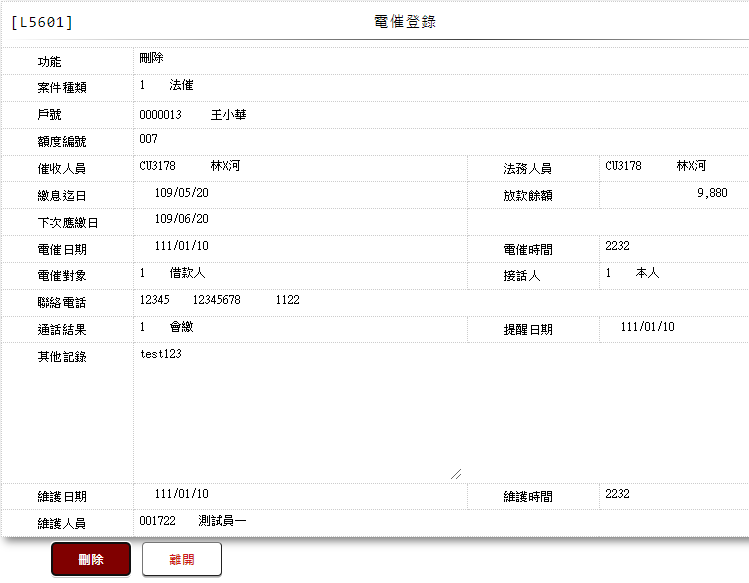 [L5601] 電催登錄
功能 刪除
案件種類 1 法催
戶號 0000013 王小華
額度編號 007
催收人員 CU3178 林X河 法務人員 CU3178 林X河
繳息迄日 109/05/20 放款餘額 9,880
下次應繳日 109/06/20
電催日期 111/01/10 電催時間 2232
電催對象 1 借款人 接話人 1 本人
聯絡電話 12345 12345678 1122
通話結果 1 會繳 提醒日期 111/01/10
其他記錄 test123
維護日期 111/01/10 維護時間 2232
維護人員 001722 測試員一
刪除 離開